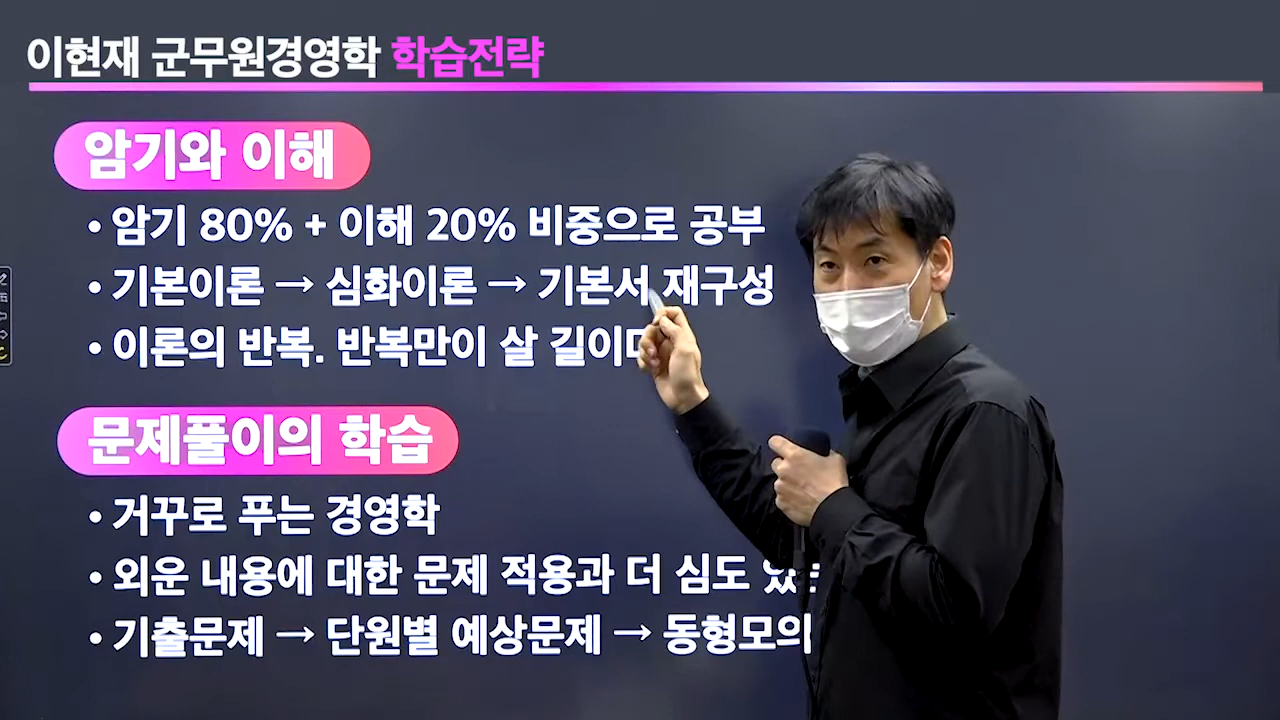 이현재 군무원경영학 학습전략
암기와 이해
• 암기 80% + 이해 20% 비중으로 공부
• 기본이론 → 심화이론 → 기본서 재구성
• 이론의 반복. 반복만이 살
문제풀이의 학습
• 거꾸로 푸는 경영학
• 외운 내용에 대한 문제 적용과 더 심도
• 기출문제 → 단원별 예상문제 → 동형모의